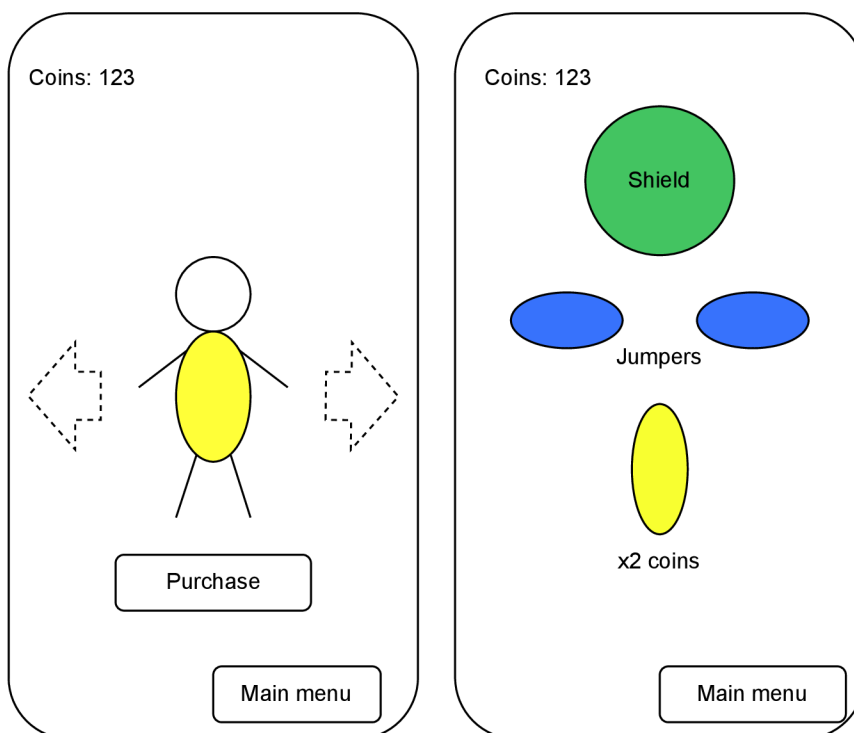 Coins: 123
Purchase
Main menu
Coins: 123
Shield
Jumpers
x2 coins
Main menu